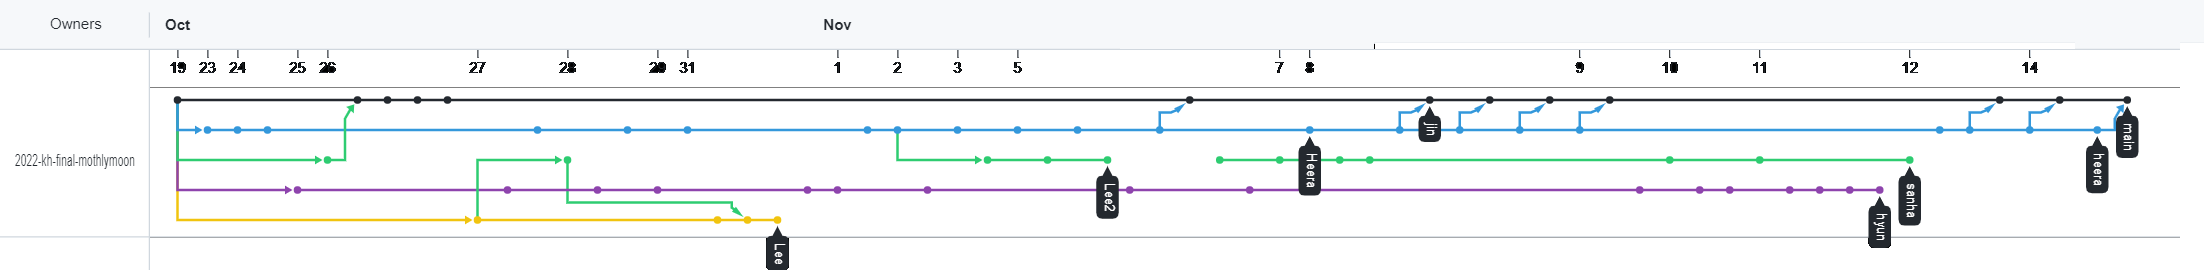 Owners
Oct
Nov
19 23 24 25 26 27 28 31 1 2 3 5 7 8 9 10 11 12 14
2022-kh-final-mothlymoon
jin
main
Heera
heera
Lee2
sanha
hyun
Lee